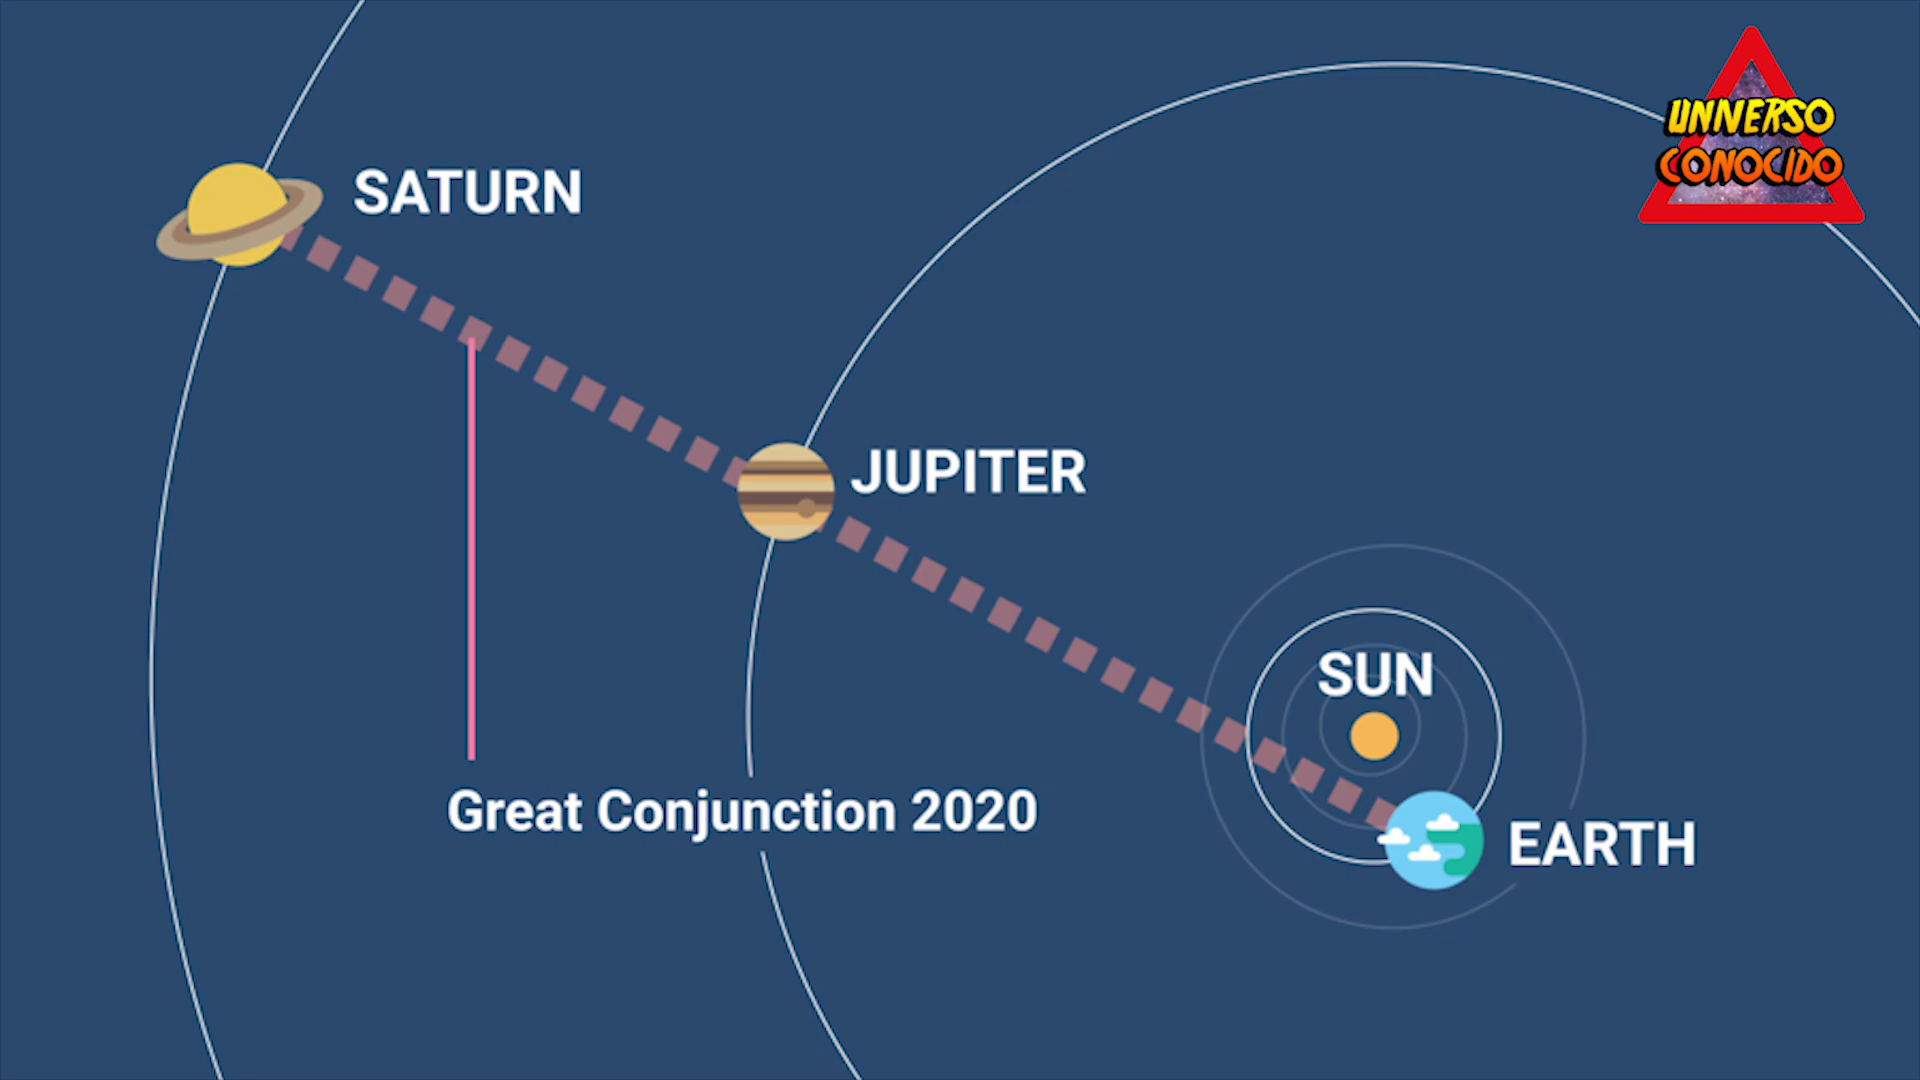 UNIVERSO
CONOCIDO
SATURN
JUPITER
SUN
Great Conjunction 2020
EARTH